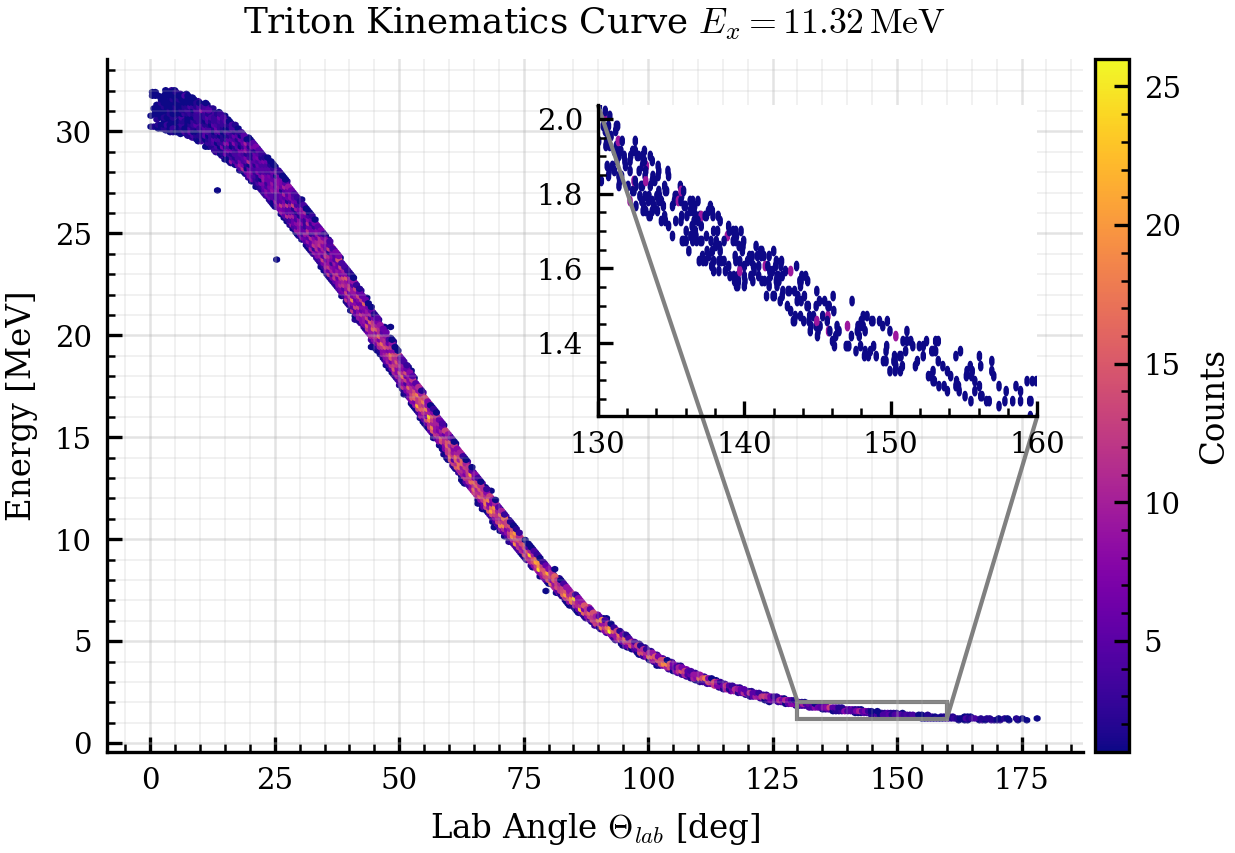 Triton Kinematics Curve E_x = 11.32 MeV
Energy [MeV]
30
25
20
15
10
5
0
0 25 50 75 100 125 150 175
Lab Angle Θ_lab [deg]
2.0
1.8
1.6
1.4
130 140 150 160
25
20
15
10
5
Counts